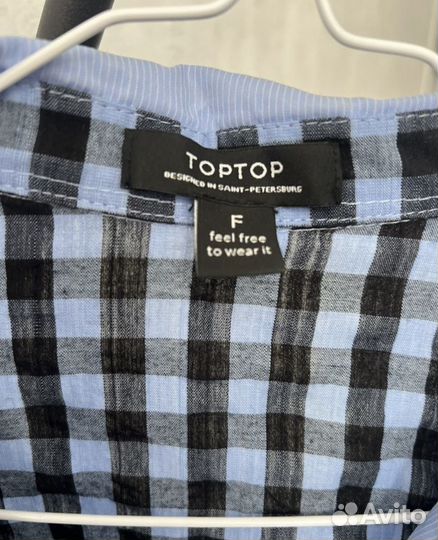 TOPTOP
DESIGNED IN SAINT-PETERSBURG
F
feel free
to wear it
Avito